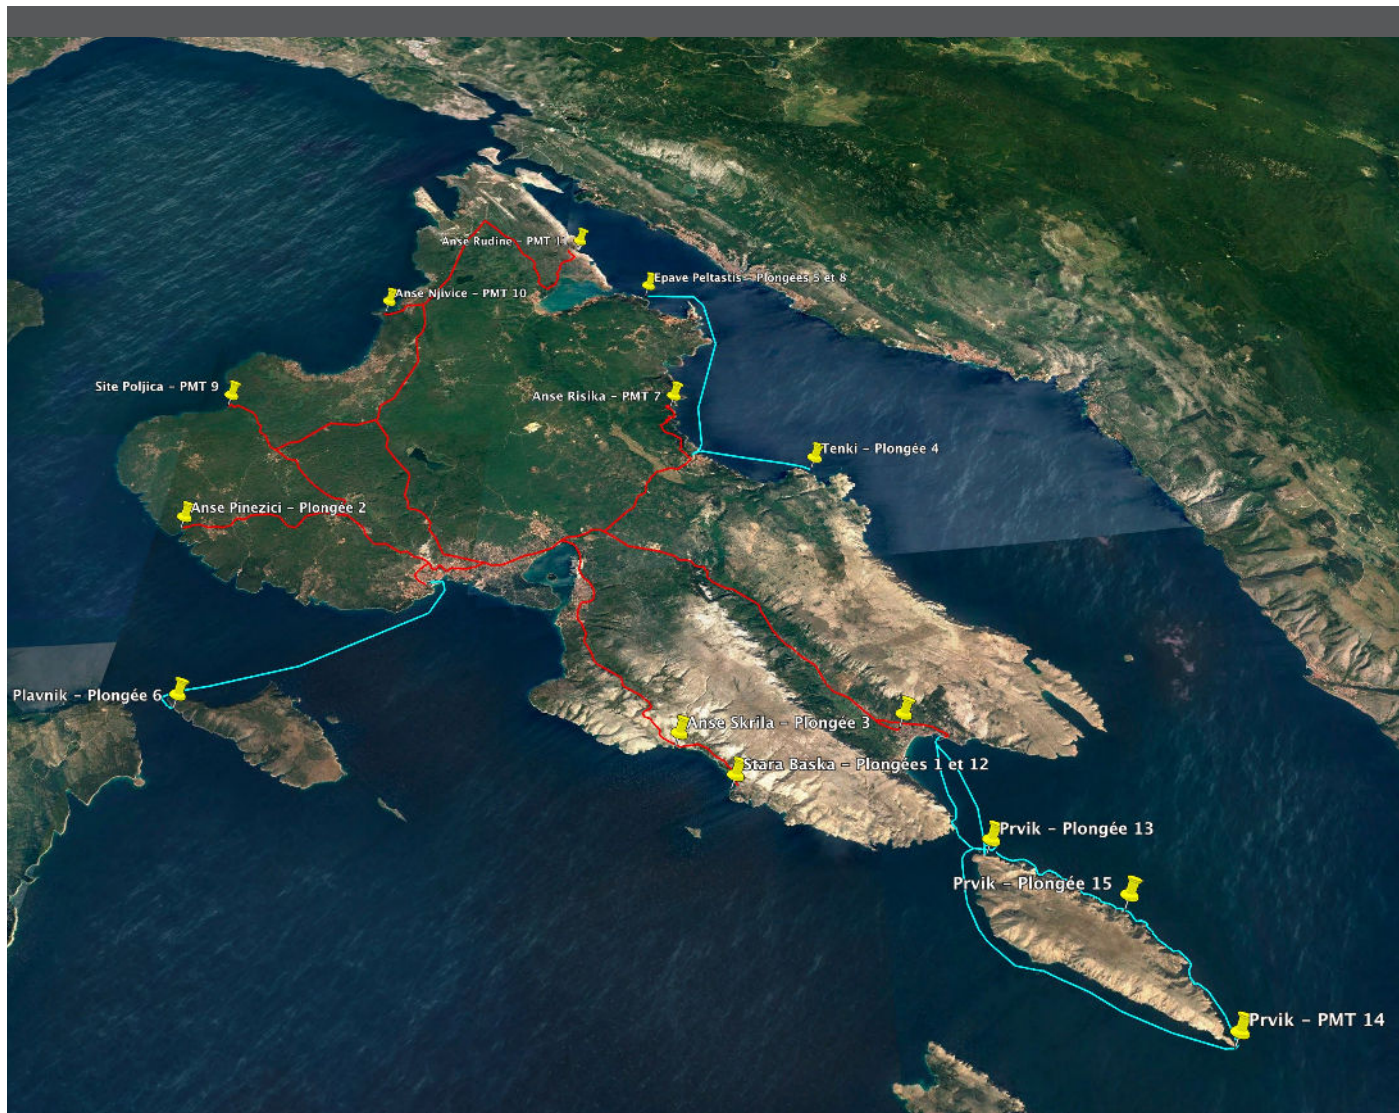 Anse Rudine - PMT 11
Epave Peltastis - Plongées 5 et 8
Anse Njivice - PMT 10
Site Poljica - PMT 9
Anse Risika - PMT 7
Tenki - Plongée 4
Anse Pinezici - Plongée 2
Plavnik - Plongée 6
Anse Skrila - Plongée 3
Stara Baska - Plongées 1 et 12
Prvik - Plongée 13
Prvik - Plongée 15
Prvik - PMT 14